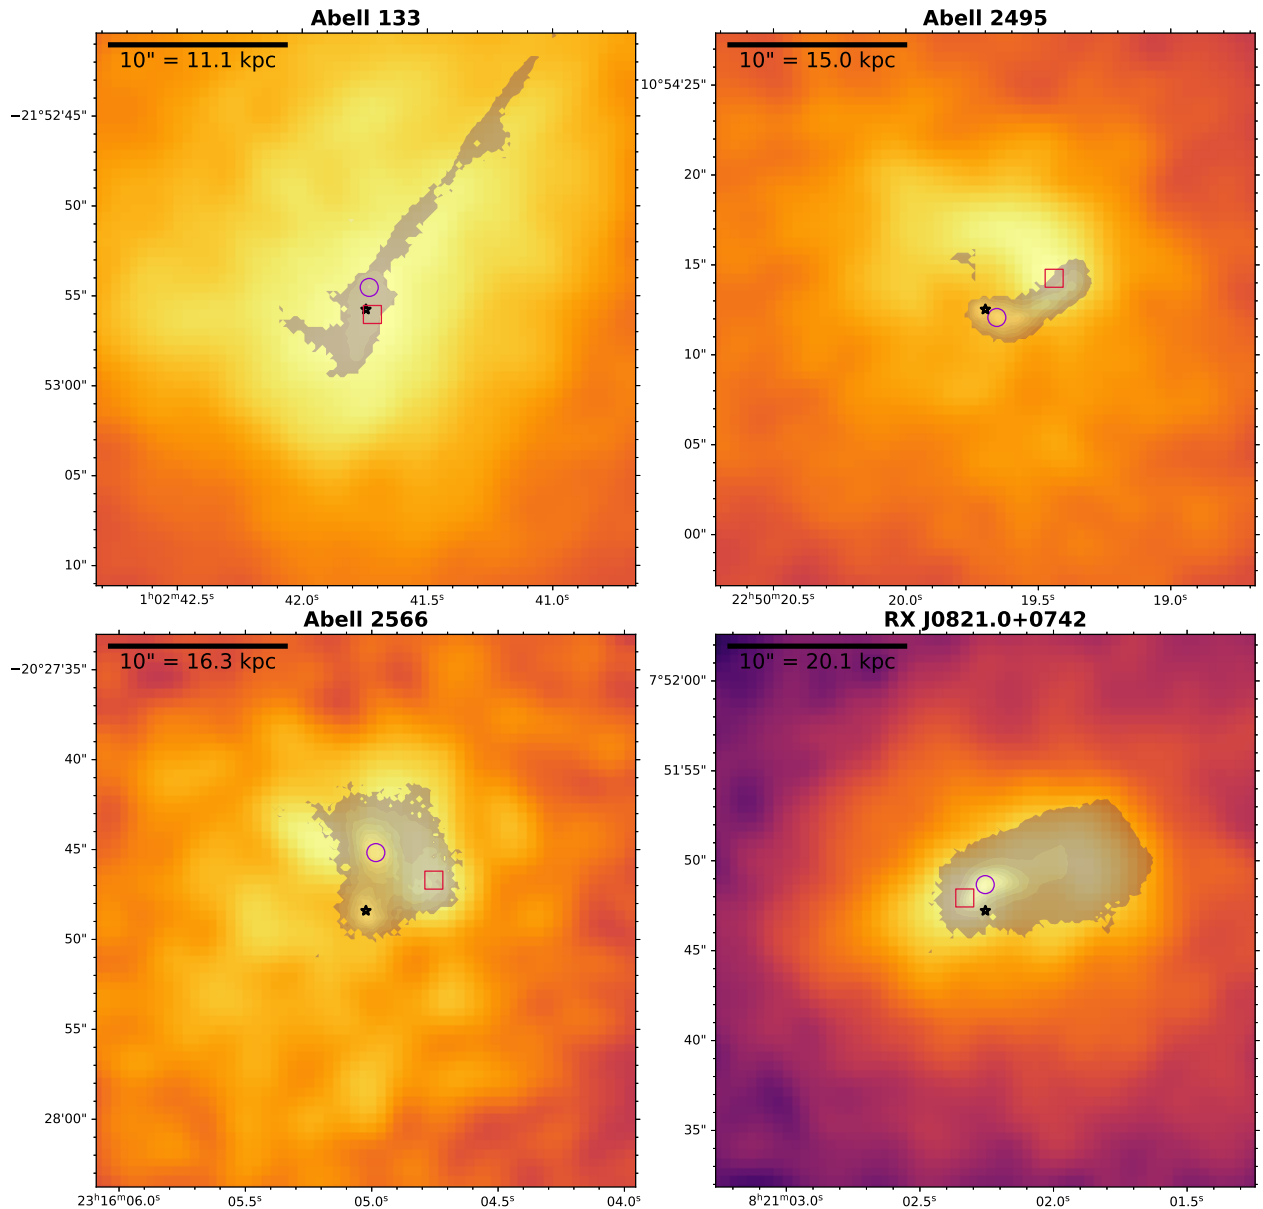 Abell 133
10" = 11.1 kpc
−21°52'45"
50"
55"
53'00"
05"
10"
1ʰ02ᵐ42.5ˢ 42.0ˢ 41.5ˢ 41.0ˢ
Abell 2495
10" = 15.0 kpc
10°54'25"
20"
15"
10"
05"
00"
22ʰ50ᵐ20.5ˢ 20.0ˢ 19.5ˢ 19.0ˢ
Abell 2566
10" = 16.3 kpc
−20°27'35"
40"
45"
50"
55"
28'00"
23ʰ16ᵐ06.0ˢ 05.5ˢ 05.0ˢ 04.5ˢ 04.0ˢ
RX J0821.0+0742
10" = 20.1 kpc
7°52'00"
51'55"
50"
45"
40"
35"
8ʰ21ᵐ03.0ˢ 02.5ˢ 02.0ˢ 01.5ˢ